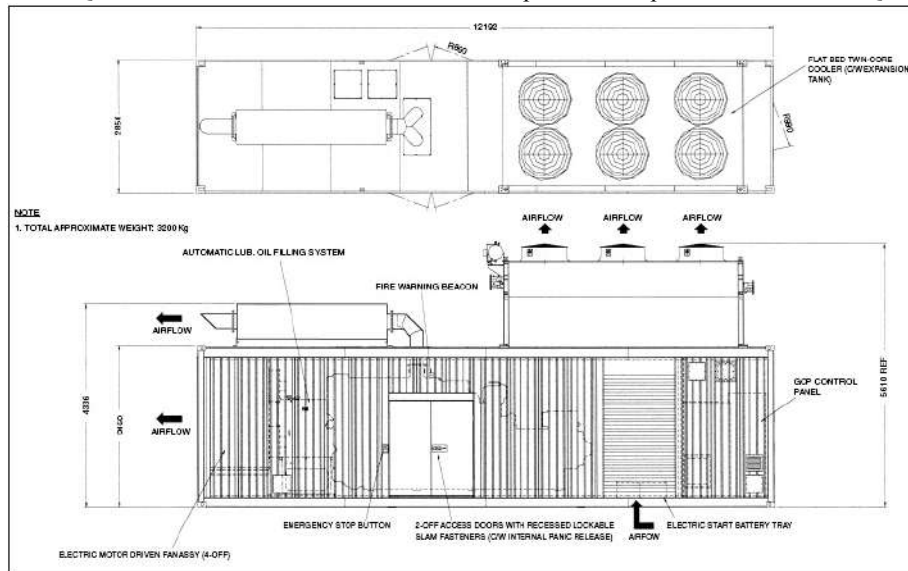 12192
R890
FLAT BED TWIN-CORE
COOLER (C/W EXPANSION
TANK)
R890
NOTE
1. TOTAL APPROXIMATE WEIGHT: 3200 Kg
AIRFLOW
AIRFLOW
AIRFLOW
AUTOMATIC LUB. OIL FILLING SYSTEM
FIRE WARNING BEACON
AIRFLOW
4336
5610 REF
GCP CONTROL
PANEL
AIRFLOW
EMERGENCY STOP BUTTON
2-OFF ACCESS DOORS WITH RECESSED LOCKABLE
SLAM FASTENERS (C/W INTERNAL PANIC RELEASE)
AIRFOW
ELECTRIC START BATTERY TRAY
ELECTRIC MOTOR DRIVEN FAN ASSY (4-OFF)